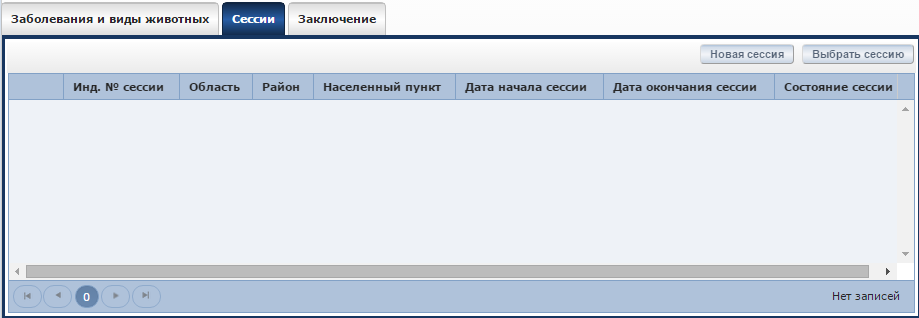 Заболевания и виды животных Сессии Заключение
Новая сессия Выбрать сессию
Инд. № сессии Область Район Населенный пункт Дата начала сессии Дата окончания сессии Состояние сессии
0 Нет записей